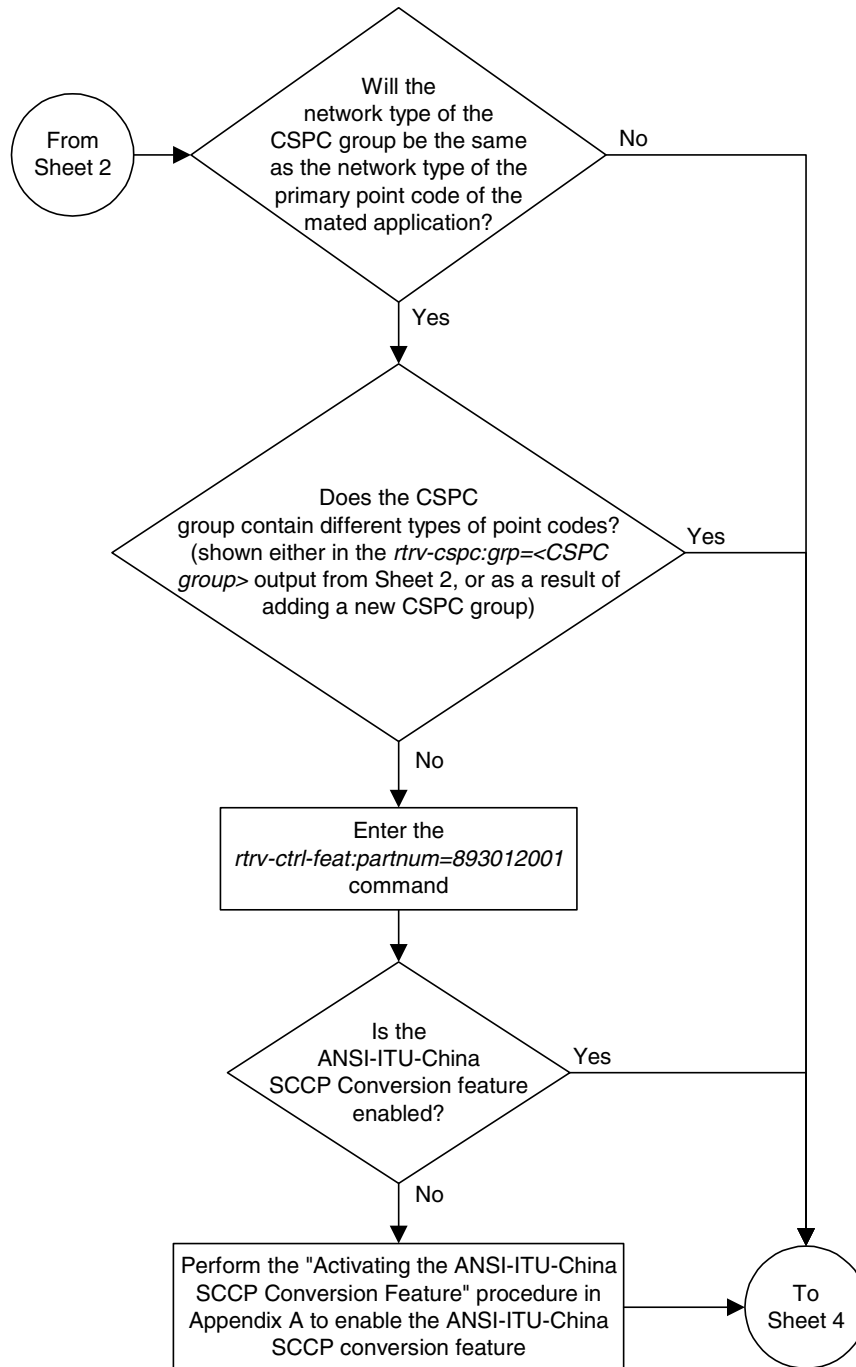 From
Sheet 2
Will the
network type of the
CSPC group be the same
as the network type of the
primary point code of the
mated application?
No
Yes
Does the CSPC
group contain different types of point codes?
(shown either in the rtrv-cspc:grp=<CSPC
group> output from Sheet 2, or as a result of
adding a new CSPC group)
Yes
No
Enter the
rtrv-ctrl-feat:partnum=893012001
command
Is the
ANSI-ITU-China
SCCP Conversion feature
enabled?
Yes
No
Perform the "Activating the ANSI-ITU-China
SCCP Conversion Feature" procedure in
Appendix A to enable the ANSI-ITU-China
SCCP conversion feature
To
Sheet 4